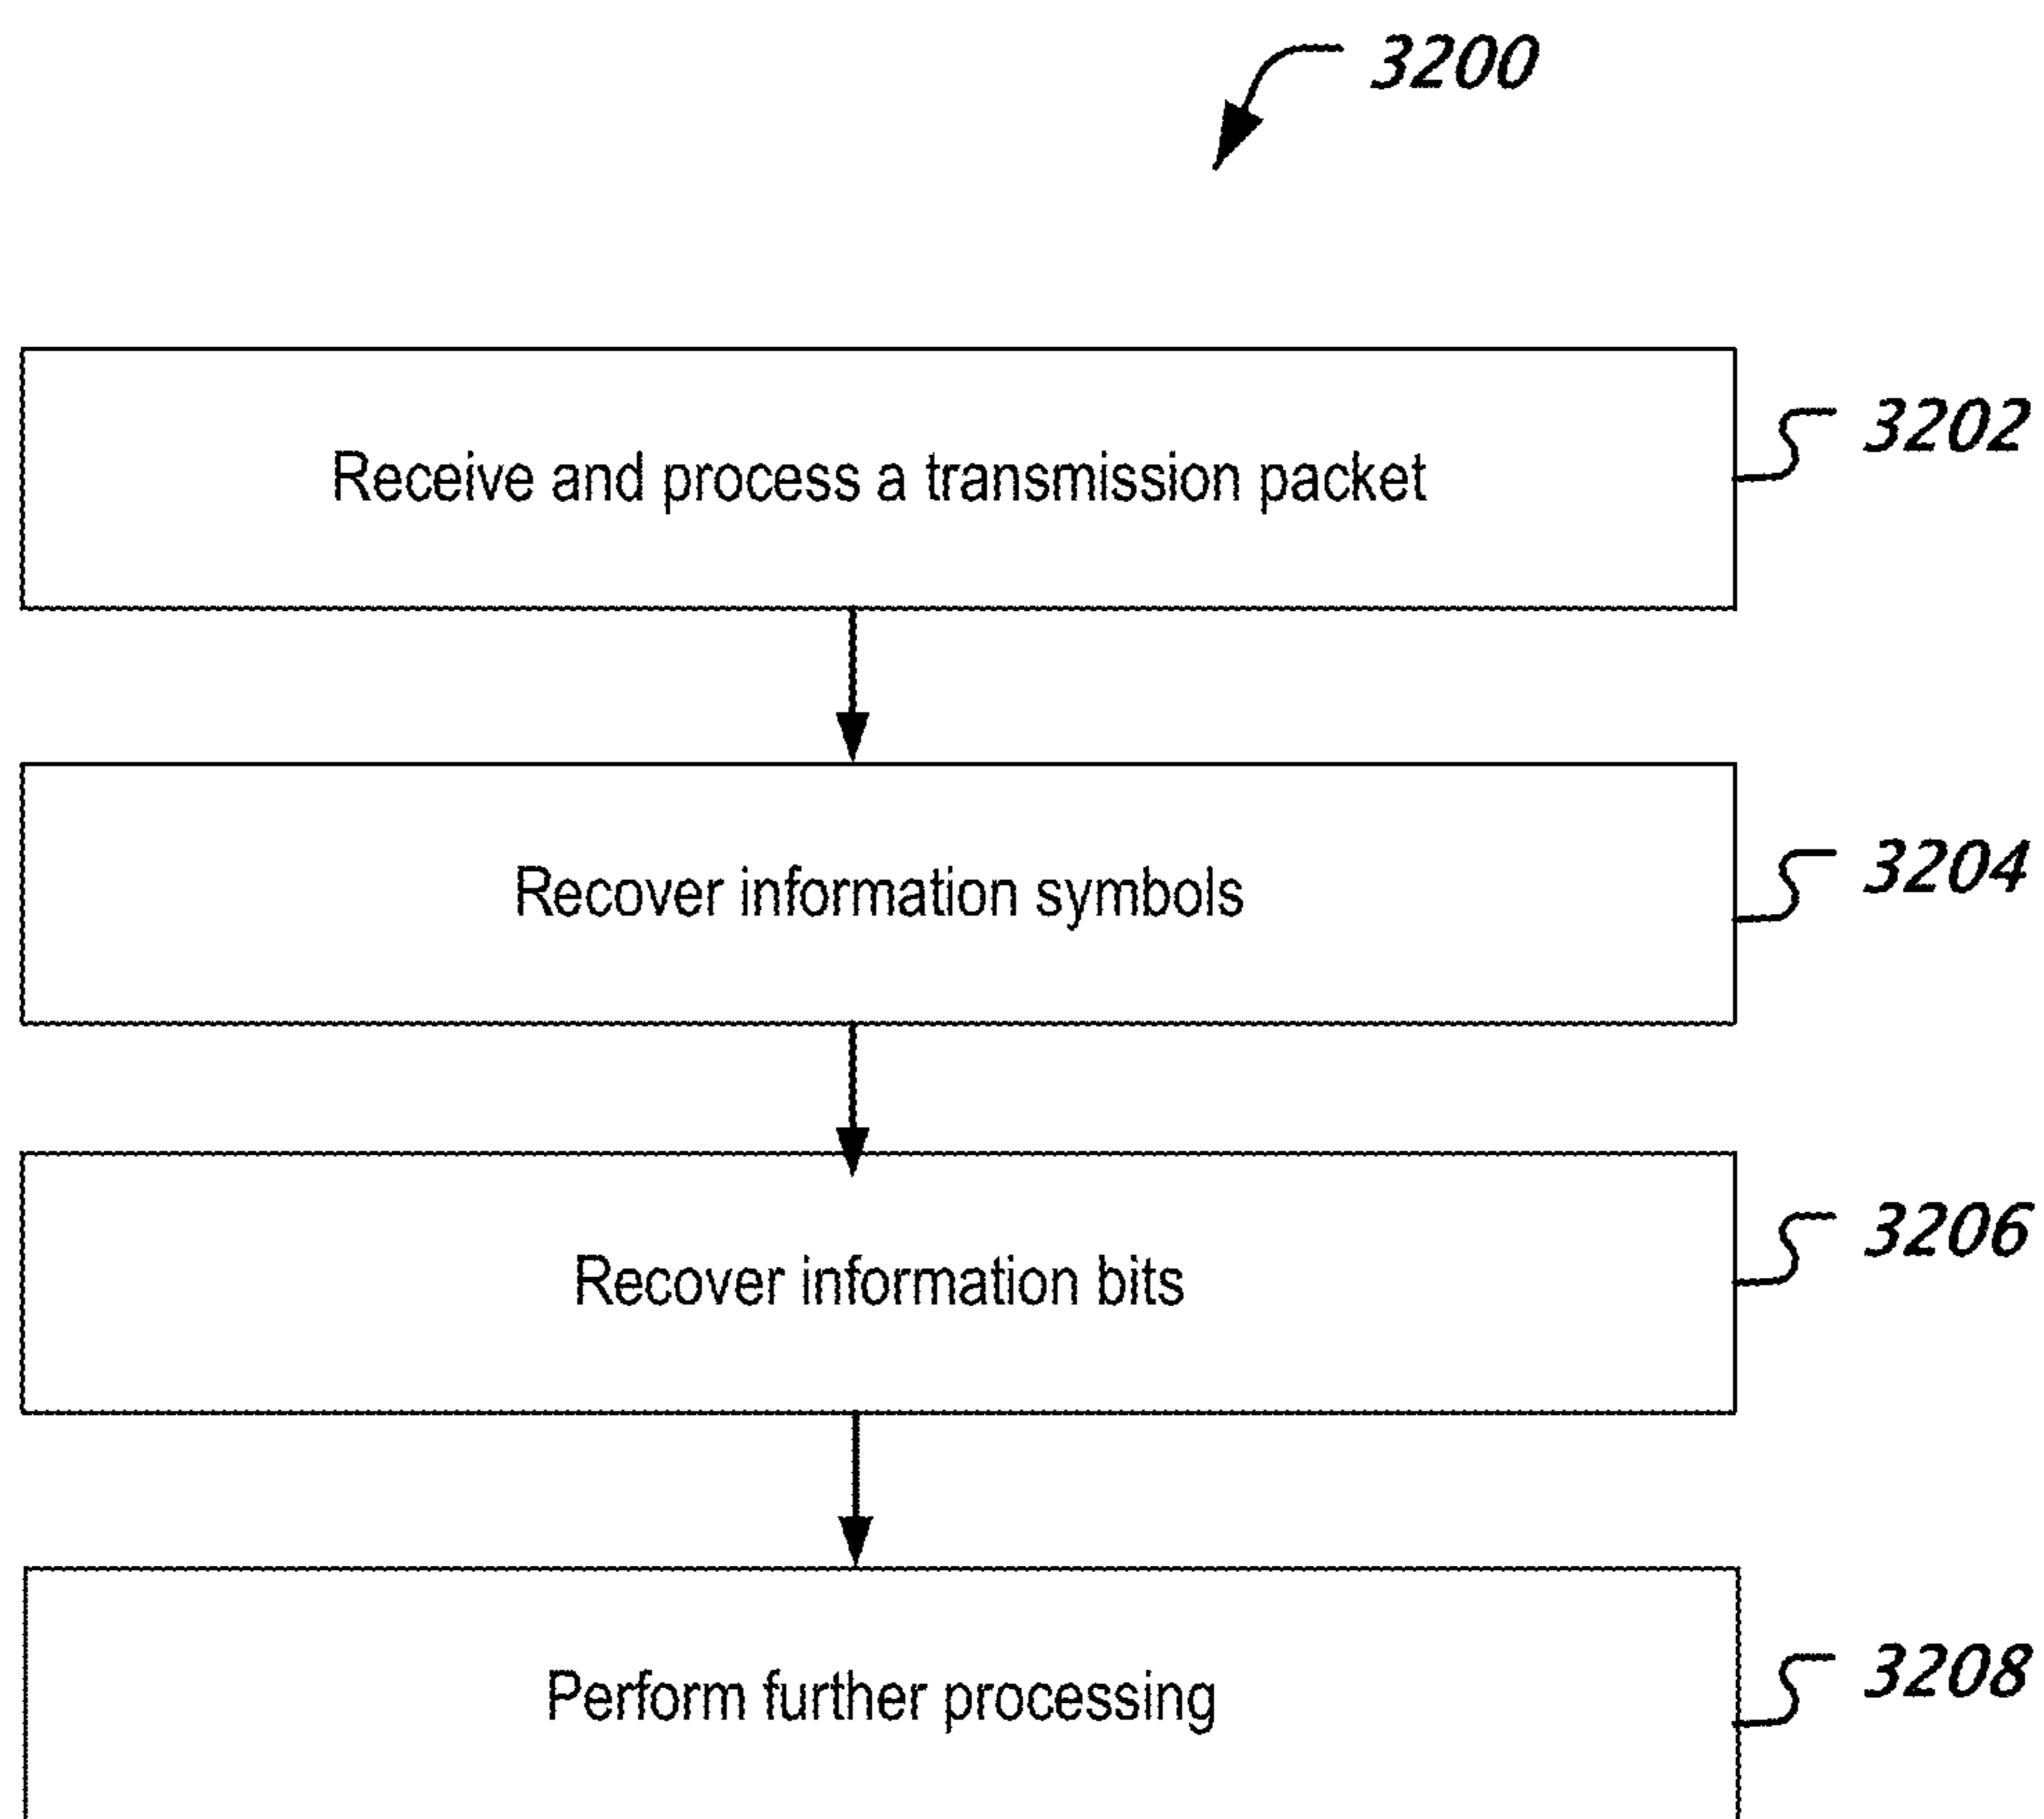 3200
Receive and process a transmission packet
3202
Recover information symbols
3204
Recover information bits
3206
Perform further processing
3208